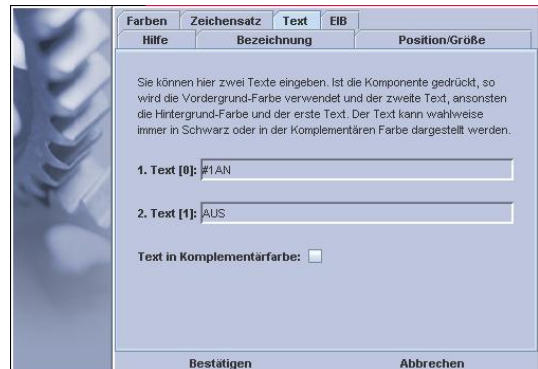 Farben Zeichensatz Text EIB
Hilfe Bezeichnung Position/Größe
Sie können hier zwei Texte eingeben. Ist die Komponente gedrückt, so
wird die Vordergrund-Farbe verwendet und der zweite Text, ansonsten
die Hintergrund-Farbe und der erste Text. Der Text kann wahlweise
immer in Schwarz oder in der Komplementären Farbe dargestellt werden.
1. Text [0]: #1AN
2. Text [1]: AUS
Text in Komplementärfarbe:
Bestätigen Abbrechen